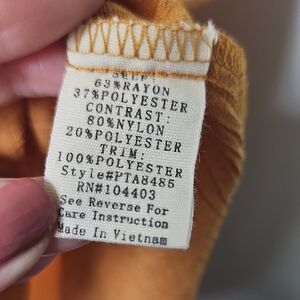 SELF
63%RAYON
37%POLYESTER
CONTRAST:
80%NYLON
20%POLYESTER
TRIM:
100%POLYESTER
Style#PTA8485
RN#104403
See Reverse For
Care Instruction
Made In Vietnam